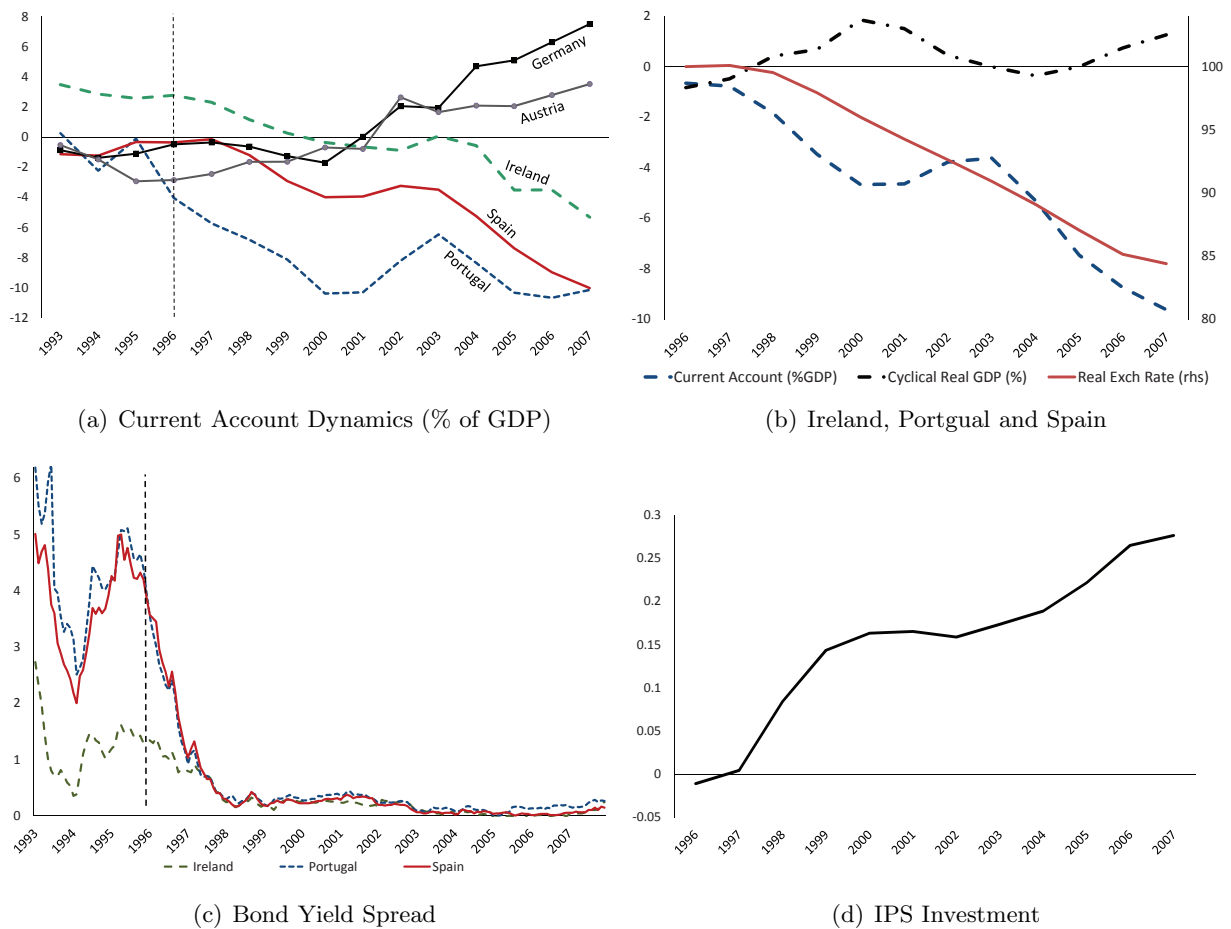 8
6
4
2
0
-2
-4
-6
-8
-10
-12
Germany
Austria
Ireland
Spain
Portugal
1993 1994 1995 1996 1997 1998 1999 2000 2001 2002 2003 2004 2005 2006 2007
(a) Current Account Dynamics (% of GDP)
2
0
-2
-4
-6
-8
-10
100
95
90
85
80
1996 1997 1998 1999 2000 2001 2002 2003 2004 2005 2006 2007
Current Account (%GDP) Cyclical Real GDP (%) Real Exch Rate (rhs)
(b) Ireland, Portgual and Spain
6
5
4
3
2
1
0
1993 1994 1995 1996 1997 1998 1999 2000 2001 2002 2003 2004 2005 2006 2007
Ireland Portugal Spain
(c) Bond Yield Spread
0.3
0.25
0.2
0.15
0.1
0.05
0
-0.05
1996 1997 1998 1999 2000 2001 2002 2003 2004 2005 2006 2007
(d) IPS Investment